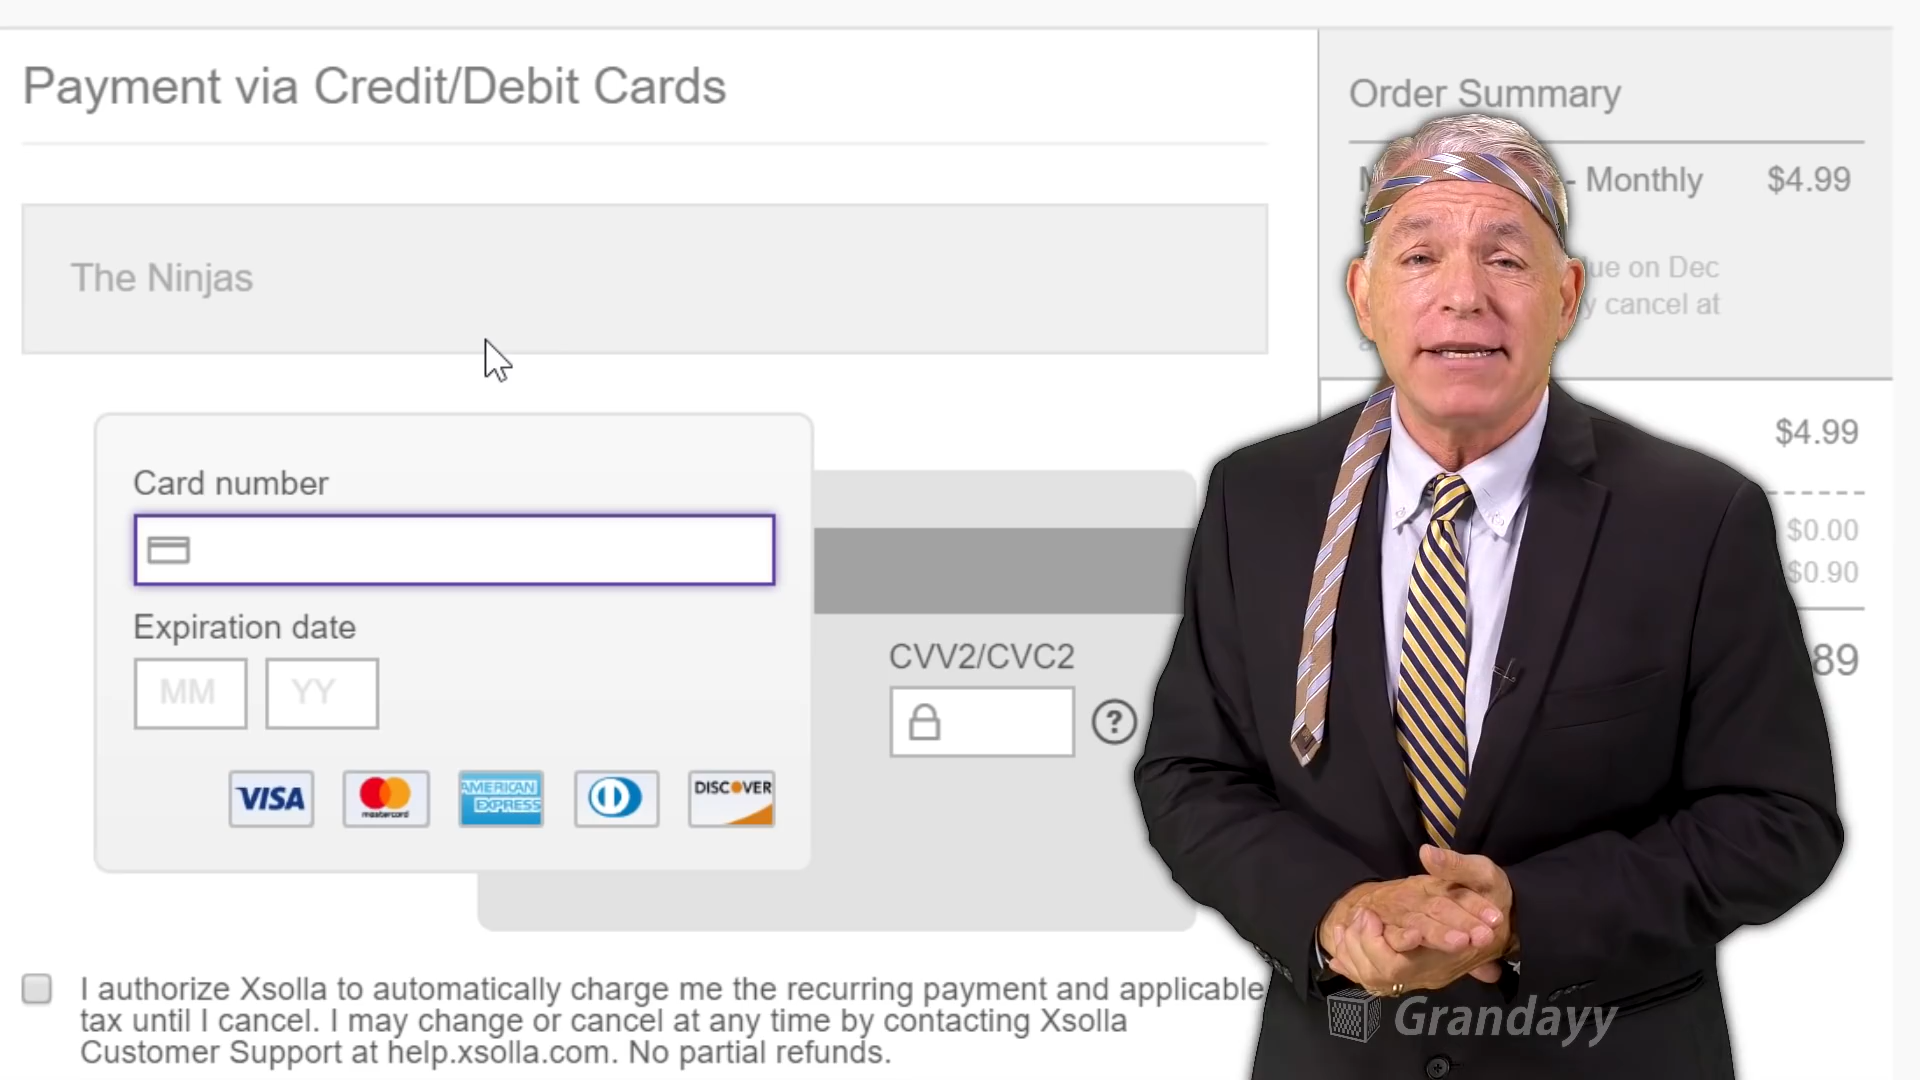 Payment via Credit/Debit Cards
The Ninjas
Card number
Expiration date
MM YY
VISA
mastercard
AMERICAN
EXPRESS
DISCOVER
CVV2/CVC2
?
I authorize Xsolla to automatically charge me the recurring payment and applicable
tax until I cancel. I may change or cancel at any time by contacting Xsolla
Customer Support at help.xsolla.com. No partial refunds.
Order Summary
- Monthly $4.99
on Dec
cancel at
$4.99
$0.00
$0.90
89
Grandayy